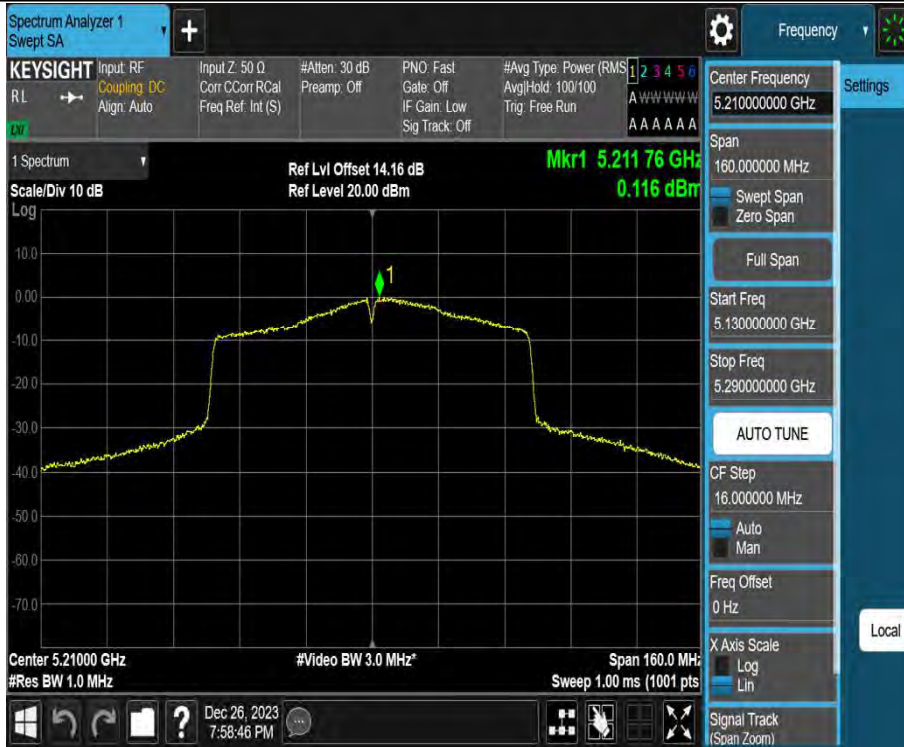 Spectrum Analyzer 1
Swept SA
Frequency
KEYSIGHT
RL
LXI
Input: RF
Coupling: DC
Align: Auto
Input Z: 50 Ω
Corr CCorr RCal
Freq Ref: Int (S)
#Atten: 30 dB
Preamp: Off
PNO: Fast
Gate: Off
IF Gain: Low
Sig Track: Off
#Avg Type: Power (RMS
Avg|Hold: 100/100
Trig: Free Run
1 2 3 4 5 6
A W W W W W
A A A A A A
1 Spectrum
Scale/Div 10 dB
Log
Ref Lvl Offset 14.16 dB
Ref Level 20.00 dBm
Mkr1 5.211 76 GHz
0.116 dBm
1
10.0
0.00
-10.0
-20.0
-30.0
-40.0
-50.0
-60.0
-70.0
Center 5.21000 GHz
#Res BW 1.0 MHz
#Video BW 3.0 MHz*
Span 160.0 MHz
Sweep 1.00 ms (1001 pts
Dec 26, 2023
7:58:46 PM
Center Frequency
5.210000000 GHz
Span
160.000000 MHz
Swept Span
Zero Span
Full Span
Start Freq
5.130000000 GHz
Stop Freq
5.290000000 GHz
AUTO TUNE
CF Step
16.000000 MHz
Auto
Man
Freq Offset
0 Hz
X Axis Scale
Log
Lin
Signal Track
(Span Zoom)
Settings
Local